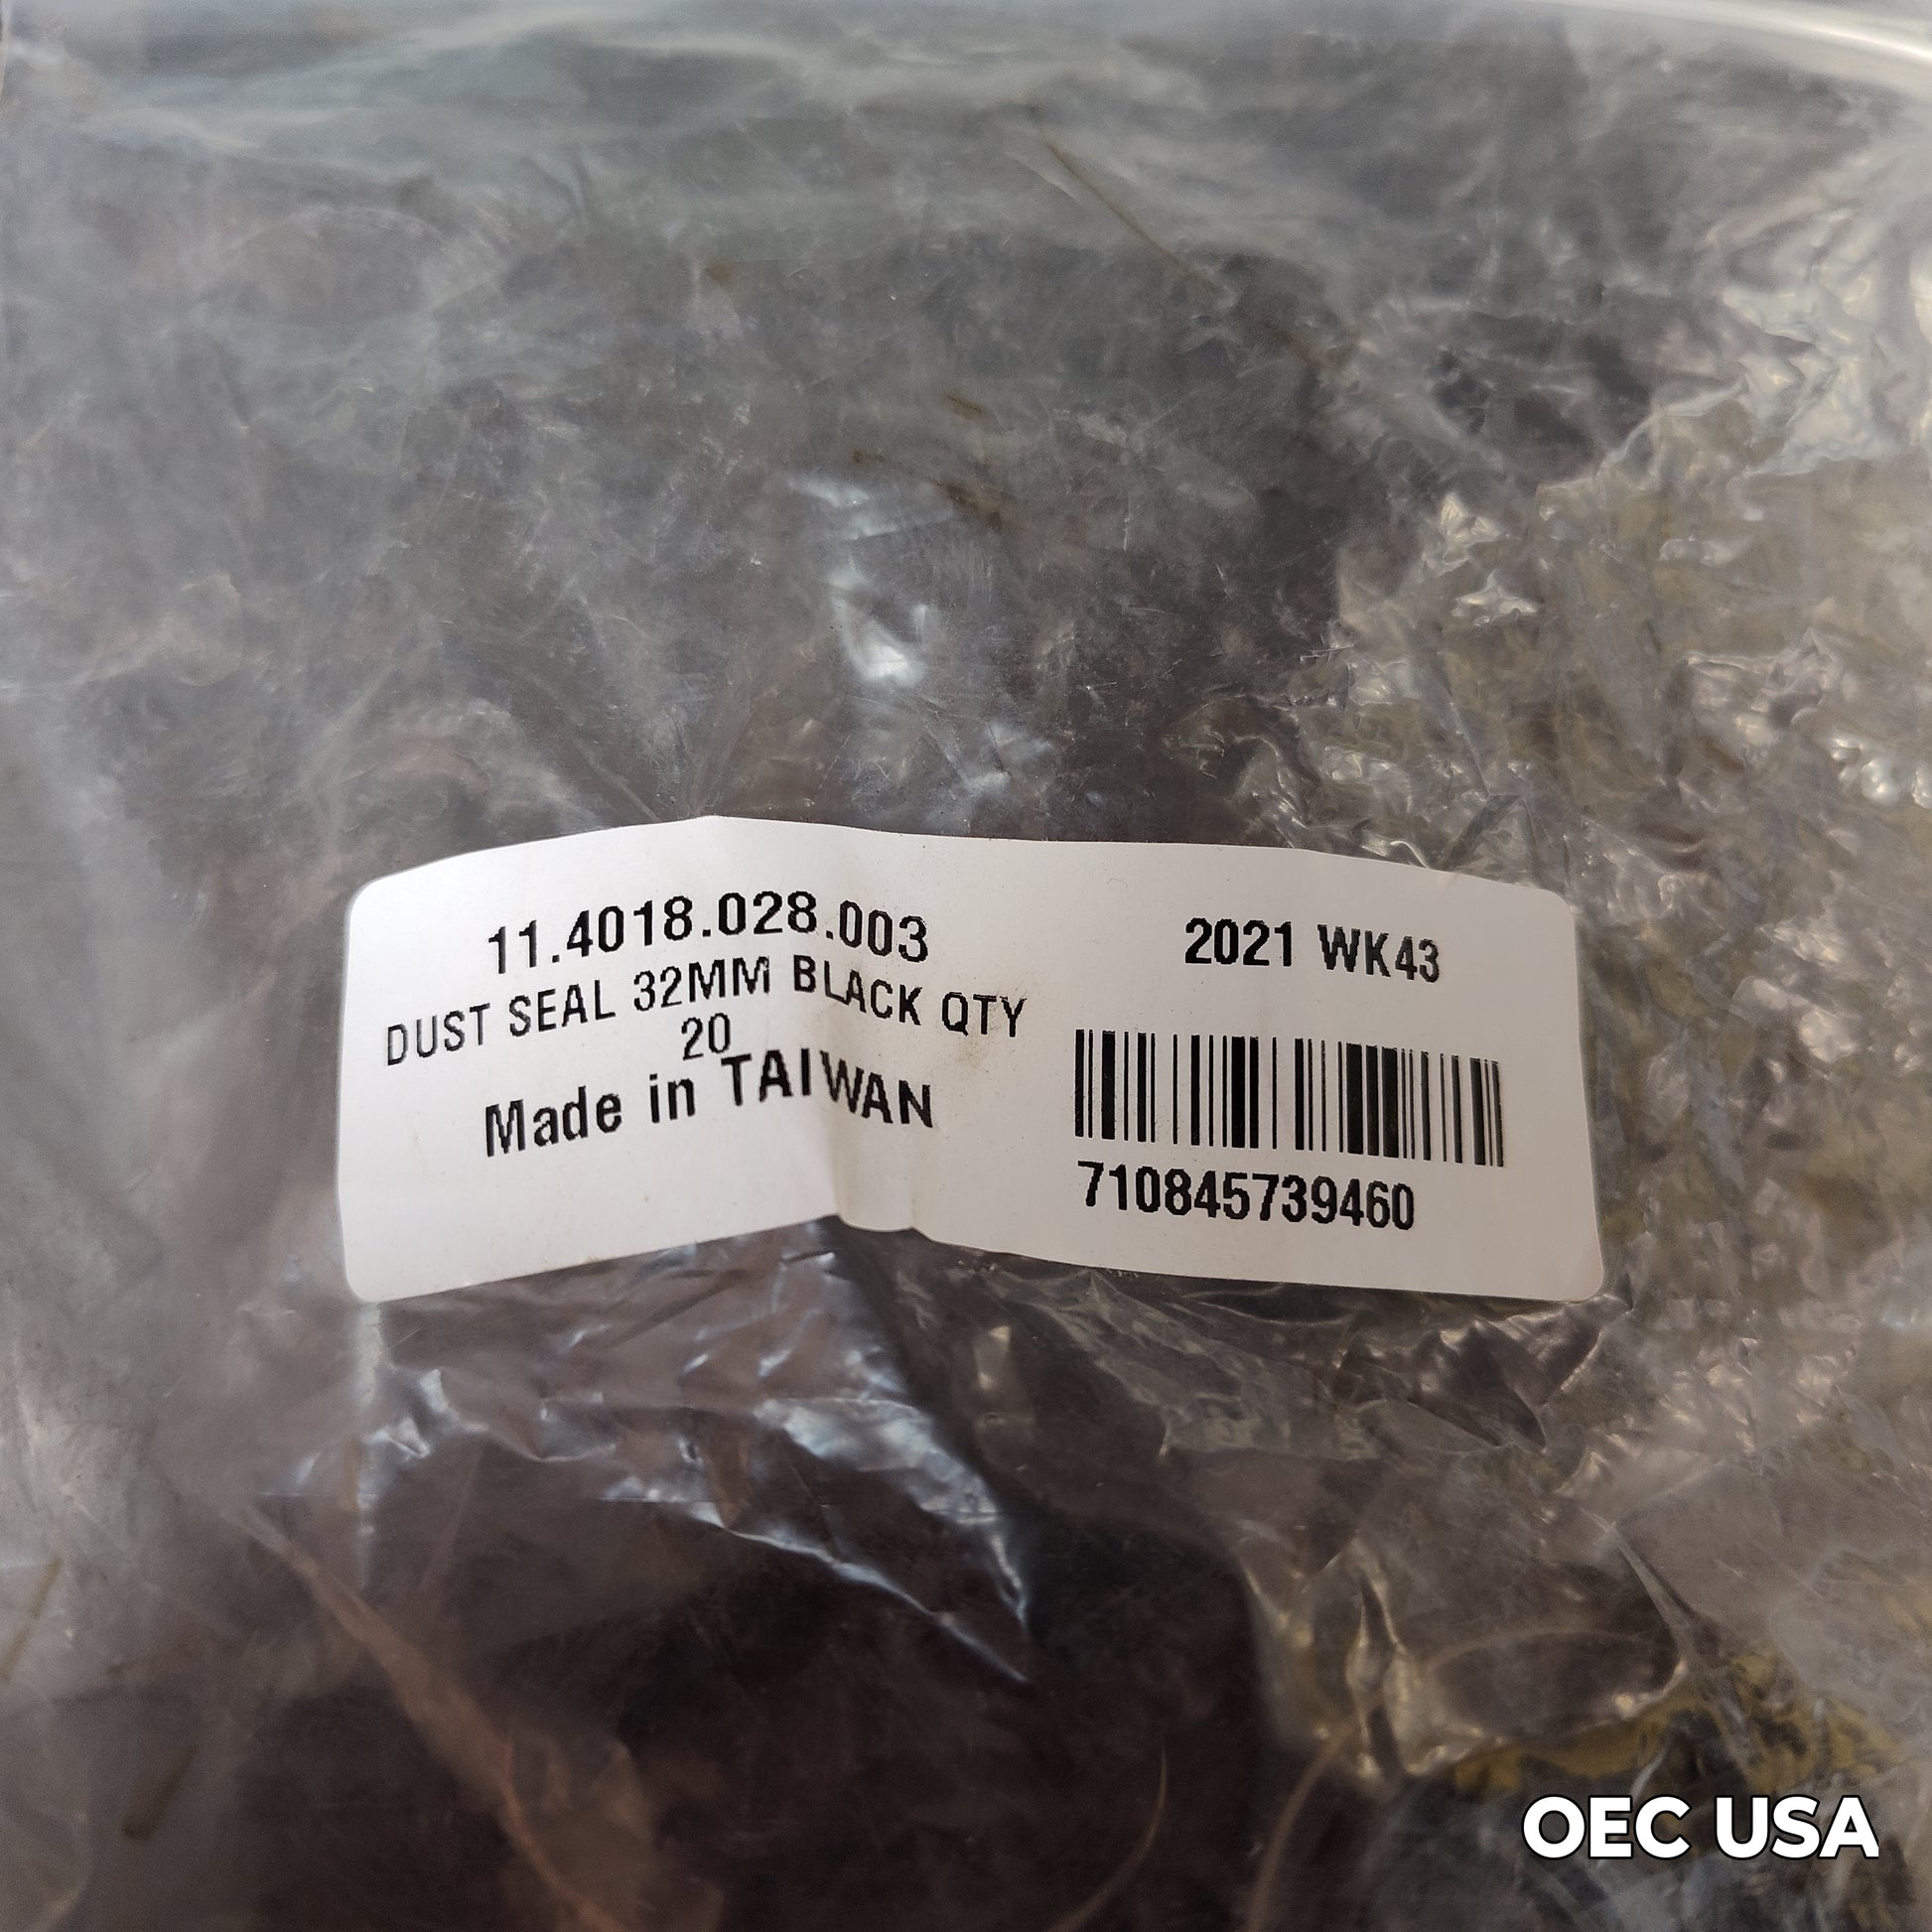 11.4018.028.003
DUST SEAL 32MM BLACK QTY
20
Made in TAIWAN
2021 WK43
710845739460
OEC USA